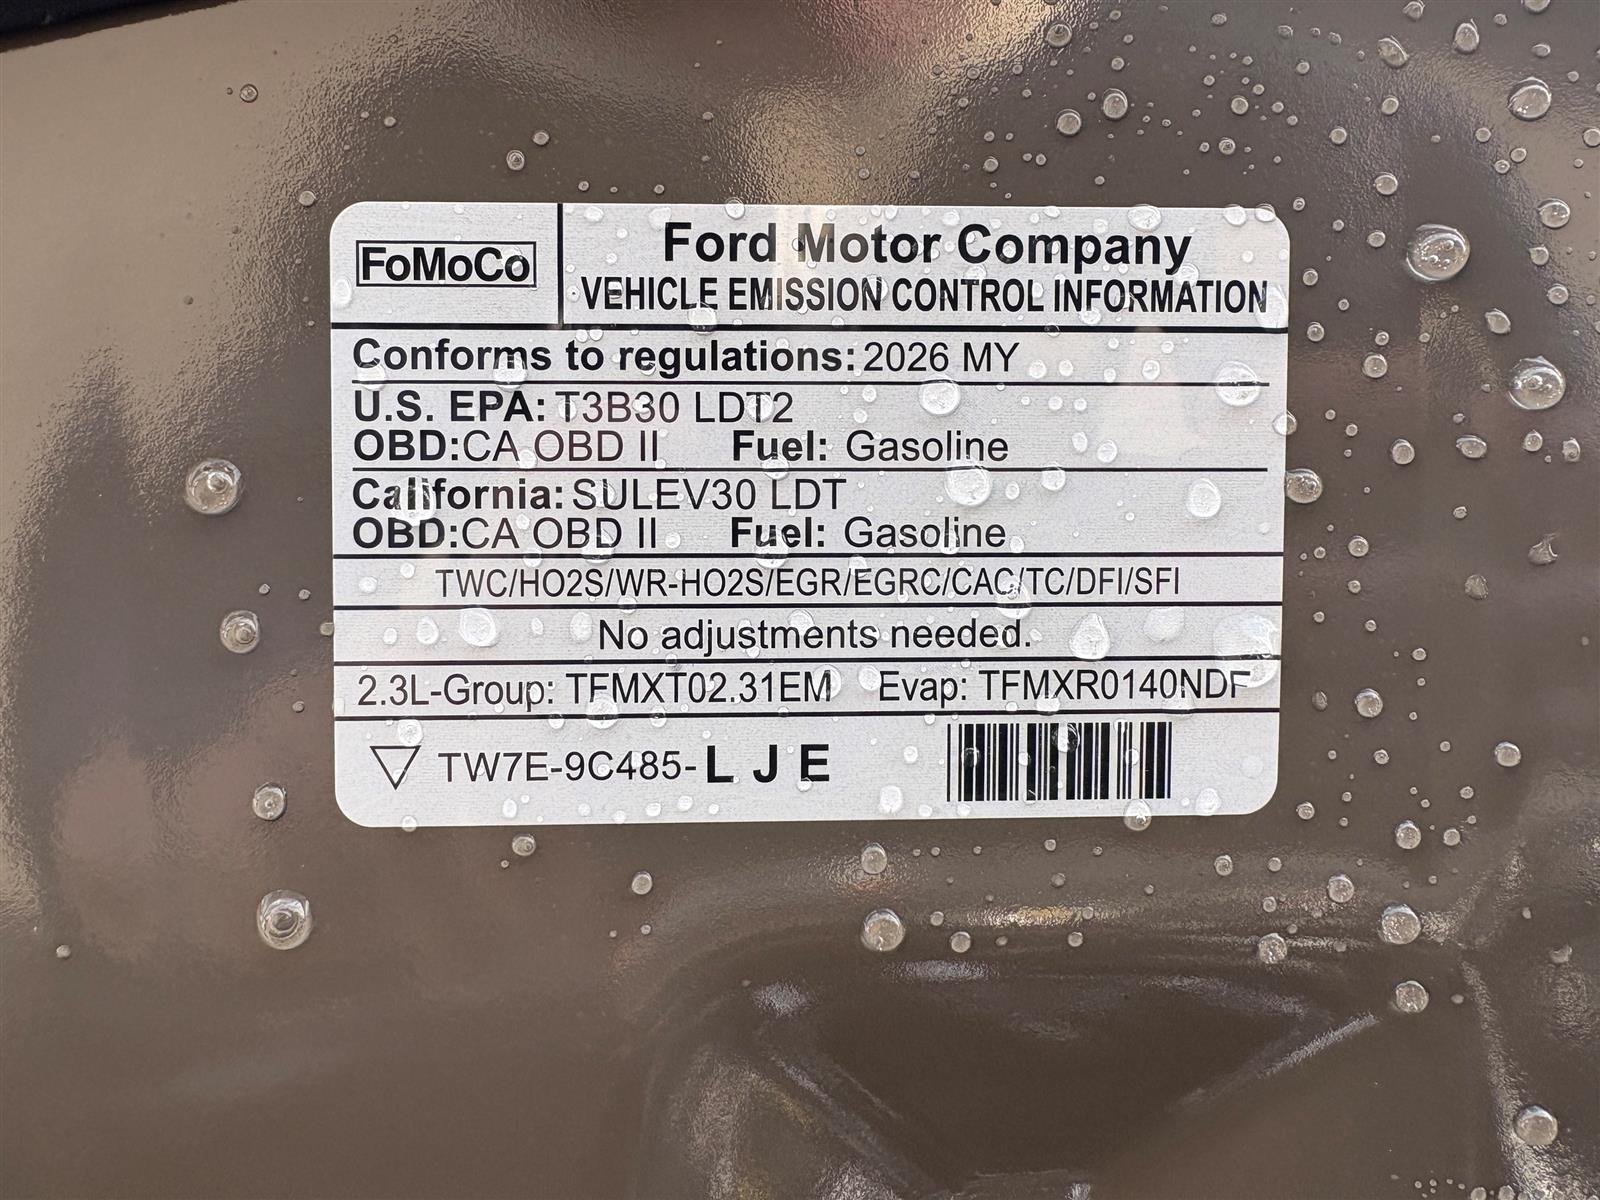 FoMoCo
Ford Motor Company
VEHICLE EMISSION CONTROL INFORMATION
Conforms to regulations: 2026 MY
U.S. EPA: T3B30 LDT2
OBD: CA OBD II Fuel: Gasoline
California: SULEV30 LDT
OBD: CA OBD II Fuel: Gasoline
TWC/HO2S/WR-HO2S/EGR/EGRC/CAC/TC/DFI/SFI
No adjustments needed.
2.3L-Group: TFMXT02.31EM Evap: TFMXR0140NDF
TW7E-9C485-L J E